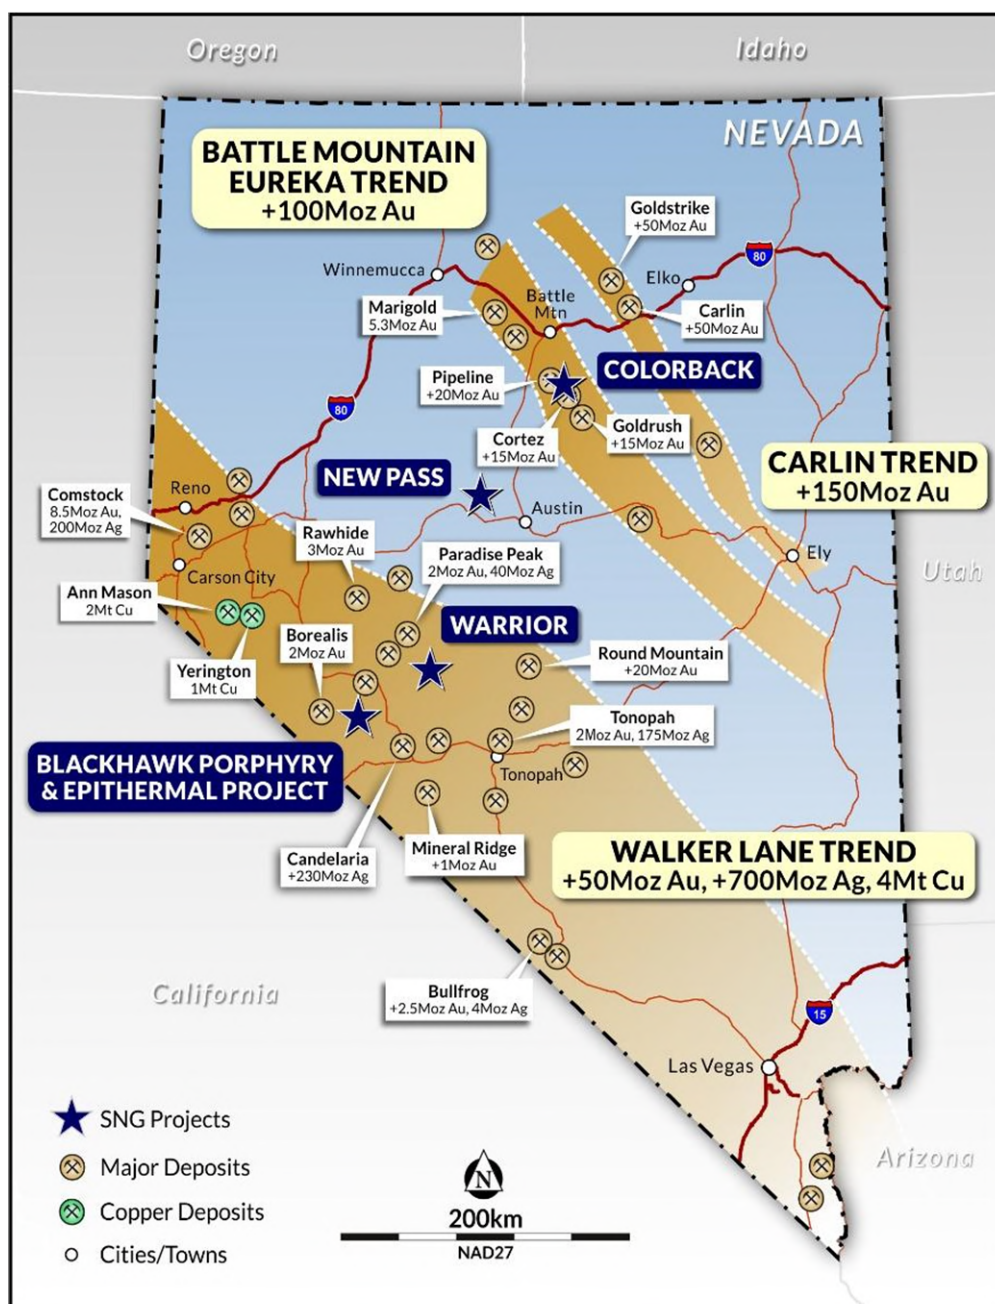 Oregon
Idaho
NEVADA
BATTLE MOUNTAIN
EUREKA TREND
+100Moz Au
Goldstrike
+50Moz Au
80
Winnemucca
Elko
Battle
Mtn
Marigold
5.3Moz Au
Carlin
+50Moz Au
COLORBACK
Pipeline
+20Moz Au
80
Goldrush
+15Moz Au
Cortez
+15Moz Au
CARLIN TREND
+150Moz Au
NEW PASS
Reno
Comstock
8.5Moz Au,
200Moz Ag
Austin
Rawhide
3Moz Au
Paradise Peak
2Moz Au, 40Moz Ag
Ely
Utah
Carson City
Ann Mason
2Mt Cu
WARRIOR
Borealis
2Moz Au
Yerington
1Mt Cu
Round Mountain
+20Moz Au
Tonopah
2Moz Au, 175Moz Ag
BLACKHAWK PORPHYRY
& EPITHERMAL PROJECT
Tonopah
Candelaria
+230Moz Ag
Mineral Ridge
+1Moz Au
WALKER LANE TREND
+50Moz Au, +700Moz Ag, 4Mt Cu
California
Bullfrog
+2.5Moz Au, 4Moz Ag
15
Las Vegas
Arizona
SNG Projects
Major Deposits
Copper Deposits
Cities/Towns
N
200km
NAD27